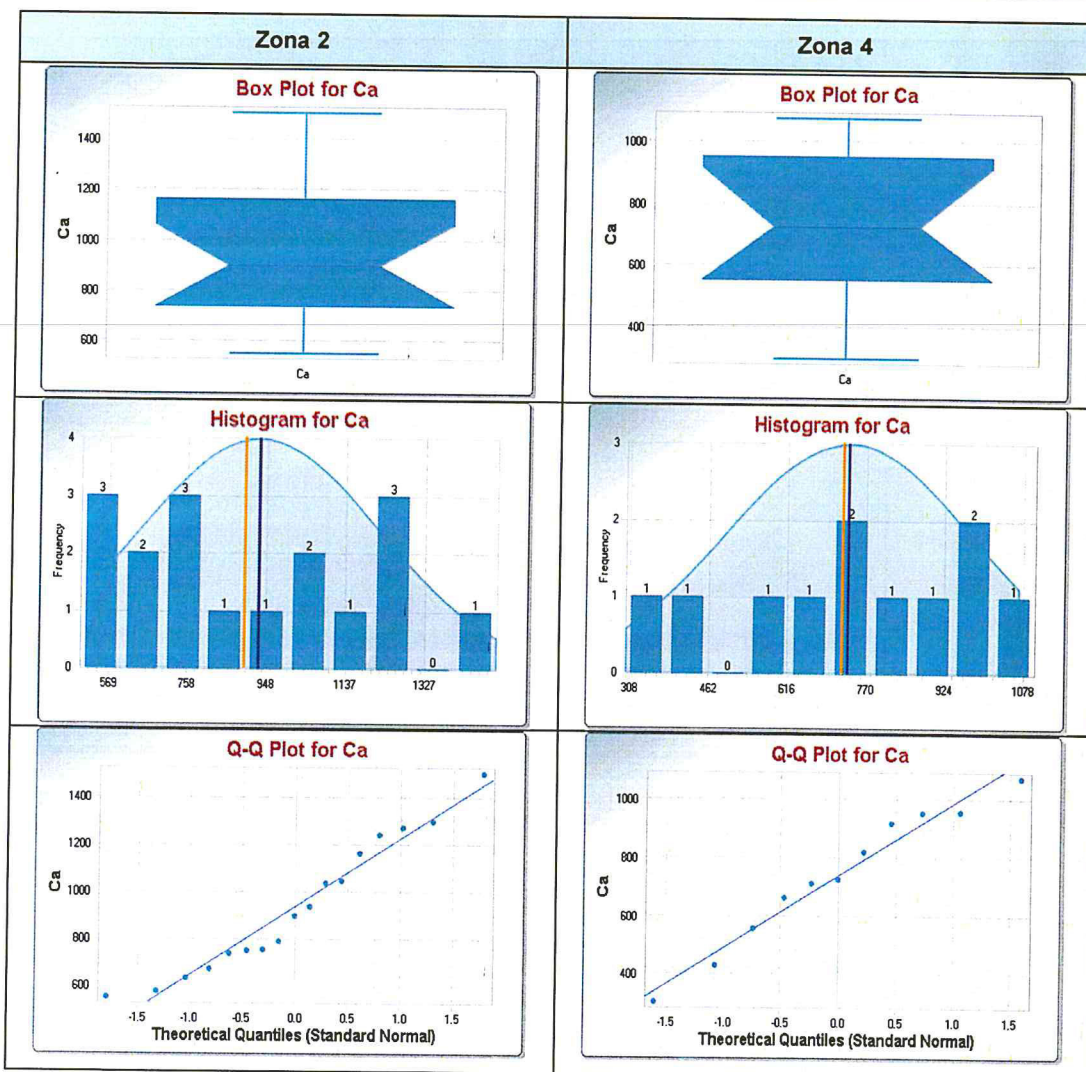 Zona 2
Zona 4
Box Plot for Ca
1400
1200
1000
800
600
Ca
Ca
Box Plot for Ca
1000
800
600
400
Ca
Ca
Histogram for Ca
4
3
2
1
0
Frequency
3
2
3
1
1
2
1
3
0
1
569 758 948 1137 1327
Histogram for Ca
3
2
1
0
Frequency
1
1
0
1
1
2
1
1
2
1
308 462 616 770 924 1078
Q-Q Plot for Ca
1400
1200
1000
800
600
Ca
-1.5 -1.0 -0.5 0.0 0.5 1.0 1.5
Theoretical Quantiles (Standard Normal)
Q-Q Plot for Ca
1000
800
600
400
Ca
-1.5 -1.0 -0.5 0.0 0.5 1.0 1.5
Theoretical Quantiles (Standard Normal)